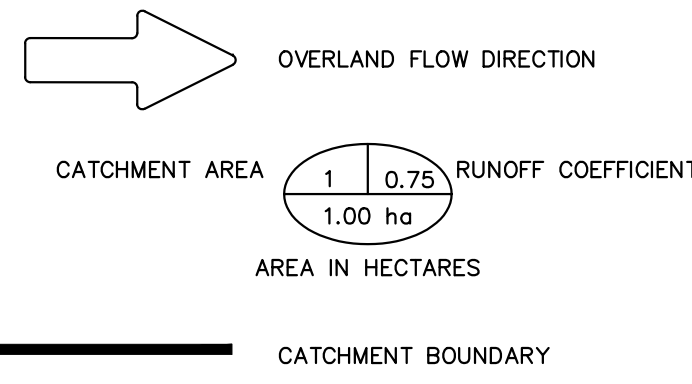 OVERLAND FLOW DIRECTION
CATCHMENT AREA
1
0.75
RUNOFF COEFFICIENT
1.00 ha
AREA IN HECTARES
CATCHMENT BOUNDARY